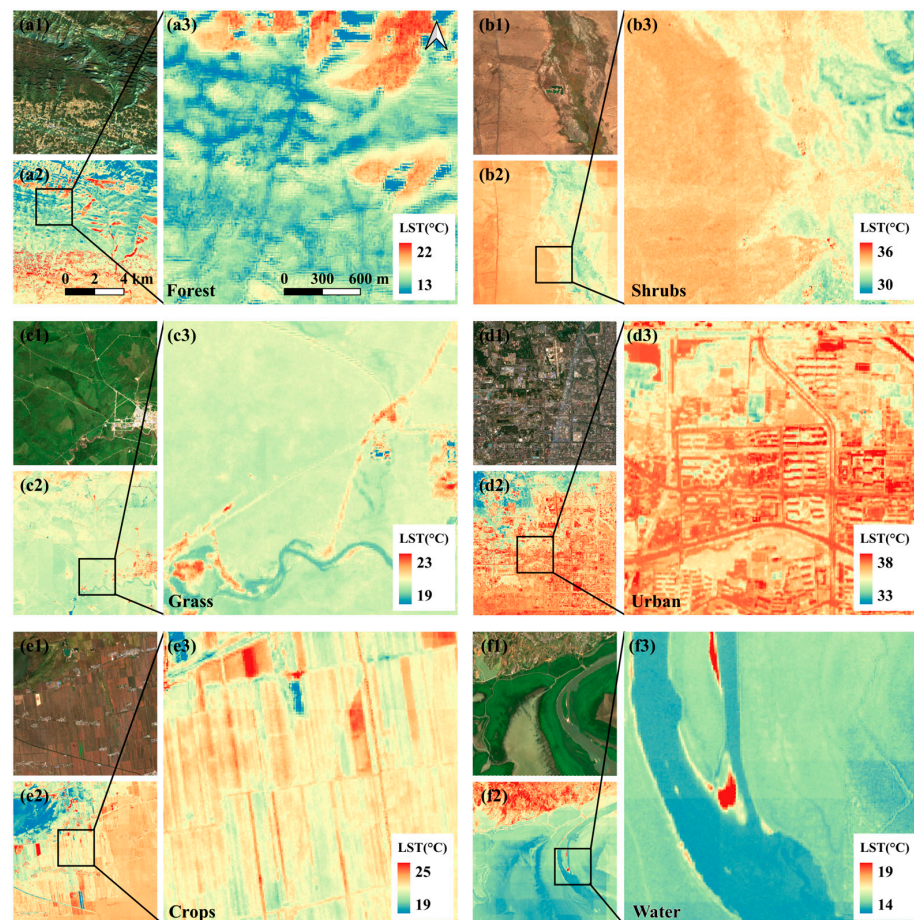 (a1)
(a3)
(a2)
0 2 4 km
Forest
0 300 600 m
LST(°C)
22
13
(b1)
(b3)
(b2)
Shrubs
LST(°C)
36
30
(c1)
(c3)
(c2)
Grass
LST(°C)
23
19
(d1)
(d3)
(d2)
Urban
LST(°C)
38
33
(e1)
(e3)
(e2)
Crops
LST(°C)
25
19
(f1)
(f3)
(f2)
Water
LST(°C)
19
14